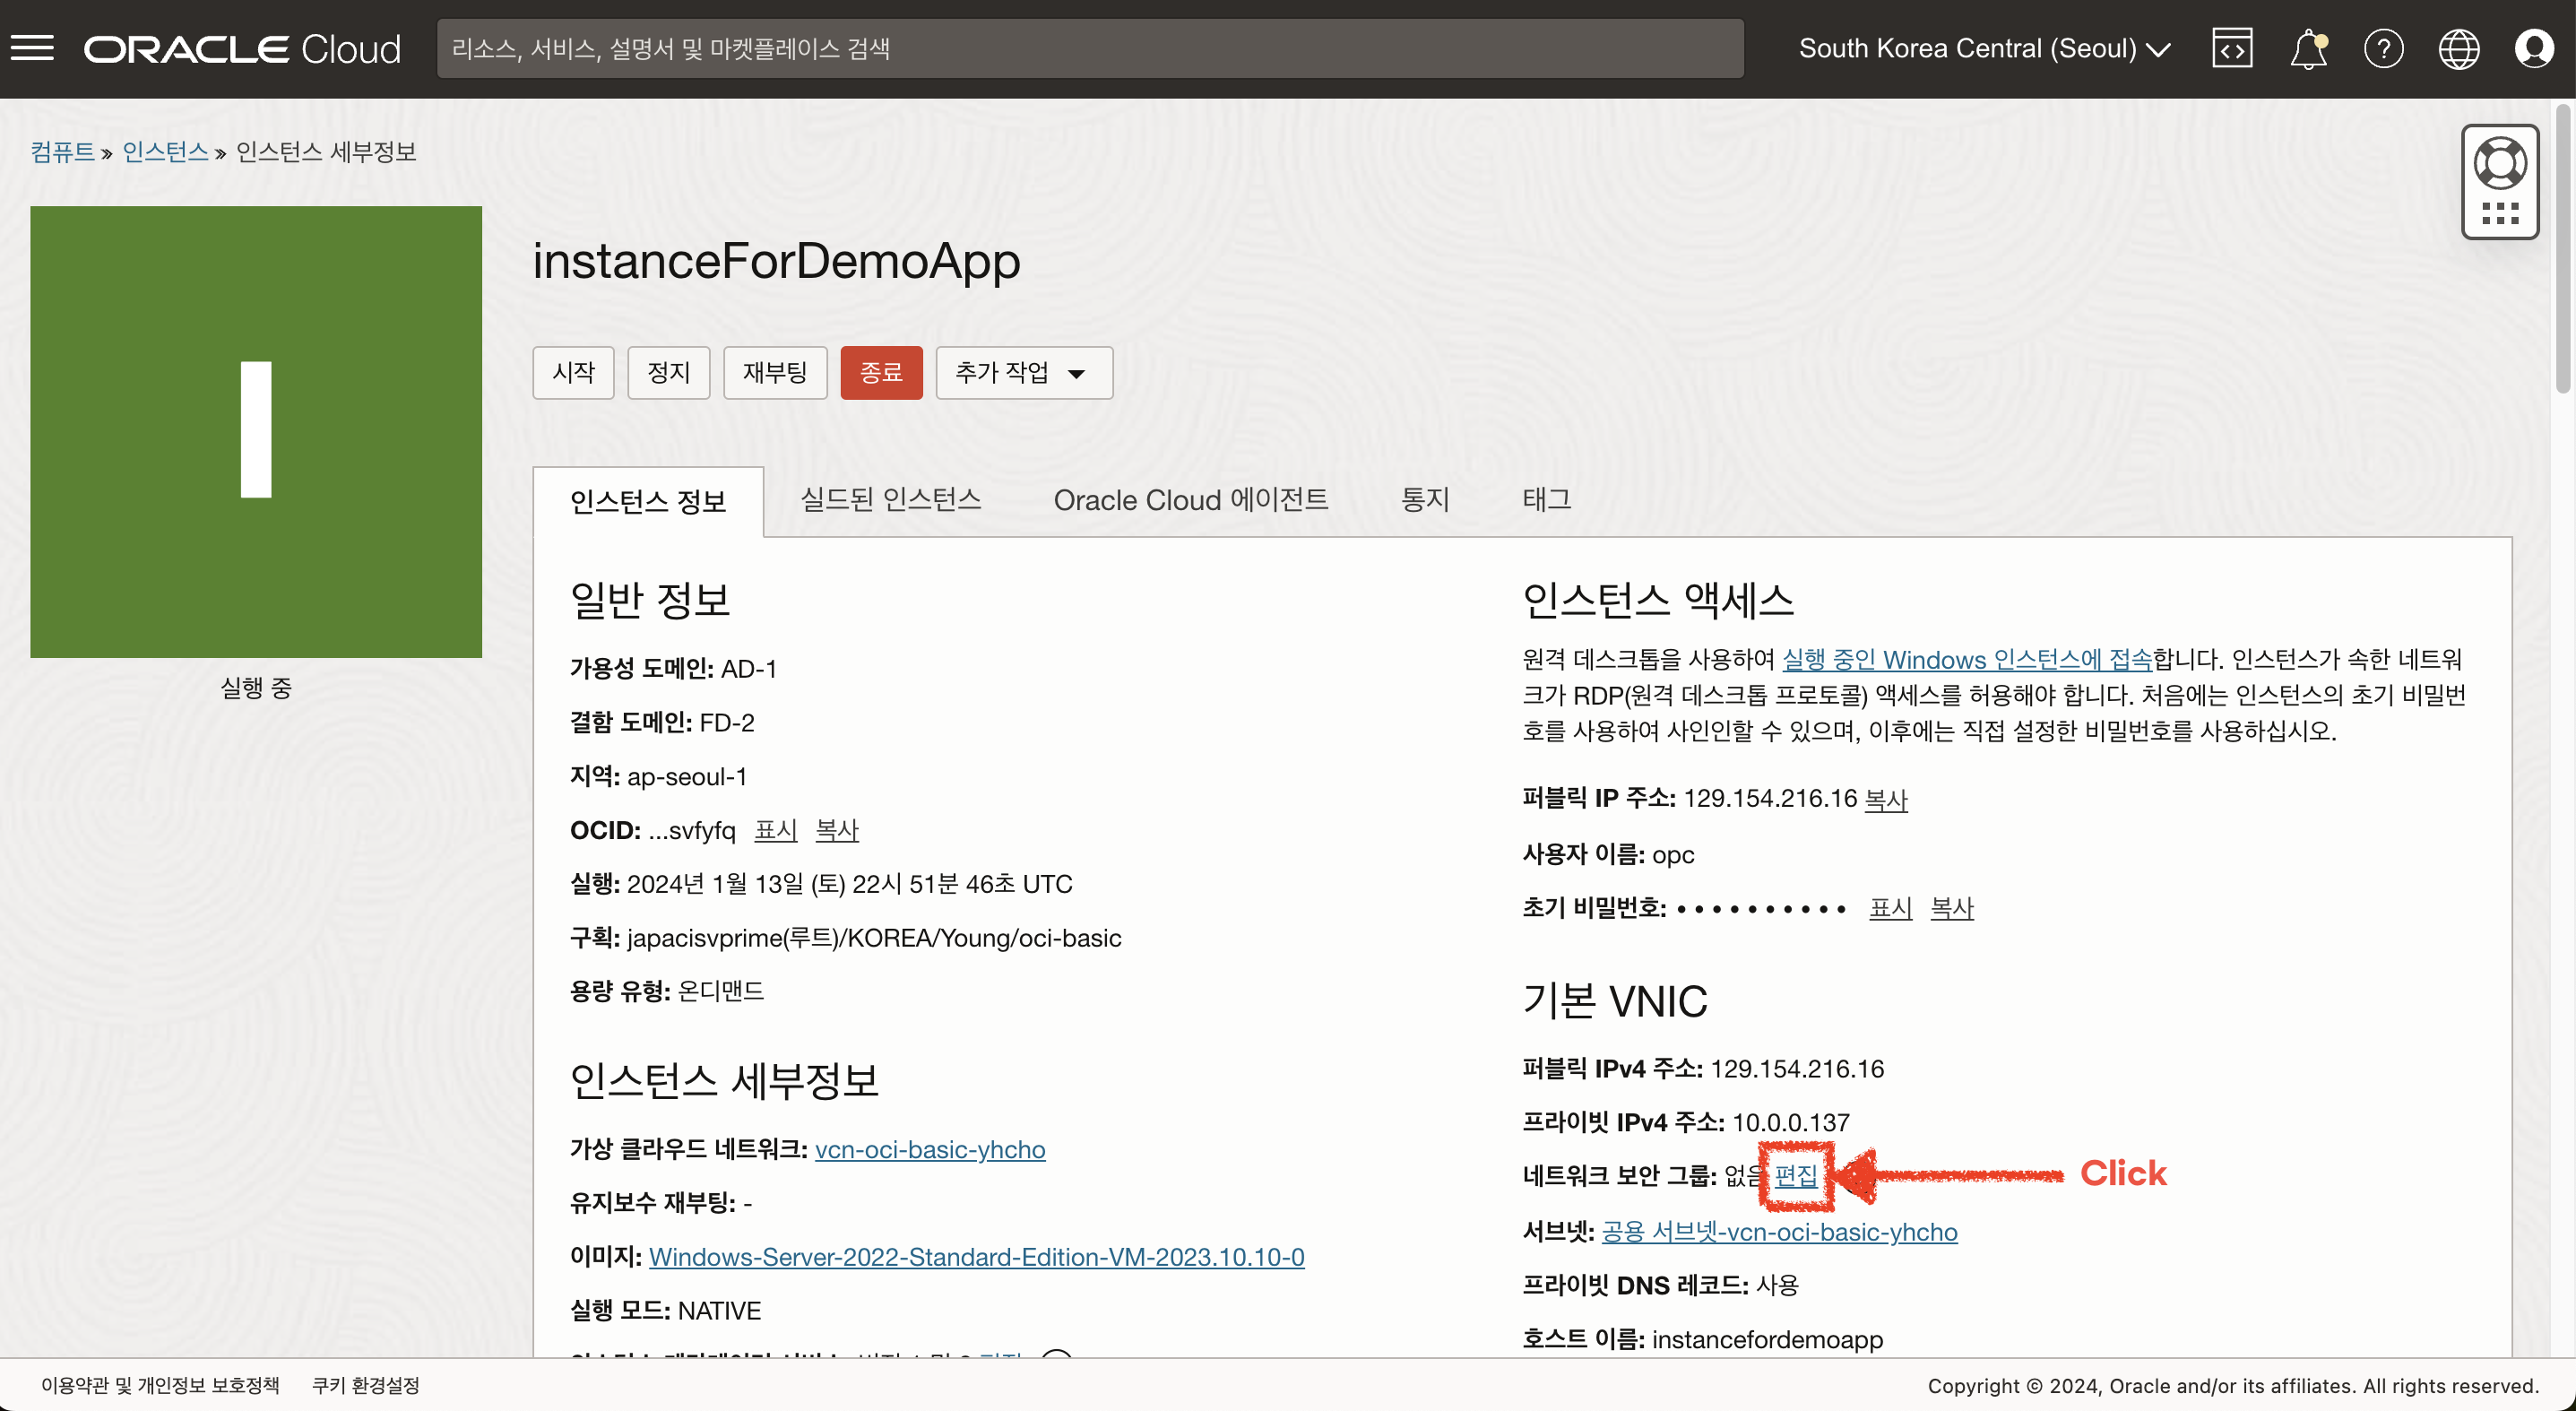 ORACLE Cloud
리소스, 서비스, 설명서 및 마켓플레이스 검색
South Korea Central (Seoul)
컴퓨트 » 인스턴스 » 인스턴스 세부정보
I
실행 중
instanceForDemoApp
시작 정지 재부팅 종료 추가 작업
인스턴스 정보 실드된 인스턴스 Oracle Cloud 에이전트 통지 태그
일반 정보
가용성 도메인: AD-1
결함 도메인: FD-2
지역: ap-seoul-1
OCID: ...svfyfq 표시 복사
실행: 2024년 1월 13일 (토) 22시 51분 46초 UTC
구획: japacisvprime(루트)/KOREA/Young/oci-basic
용량 유형: 온디맨드
인스턴스 세부정보
가상 클라우드 네트워크: vcn-oci-basic-yhcho
유지보수 재부팅: -
이미지: Windows-Server-2022-Standard-Edition-VM-2023.10.10-0
실행 모드: NATIVE
인스턴스 액세스
원격 데스크톱을 사용하여 실행 중인 Windows 인스턴스에 접속합니다. 인스턴스가 속한 네트워
크가 RDP(원격 데스크톱 프로토콜) 액세스를 허용해야 합니다. 처음에는 인스턴스의 초기 비밀번
호를 사용하여 사인인할 수 있으며, 이후에는 직접 설정한 비밀번호를 사용하십시오.
퍼블릭 IP 주소: 129.154.216.16 복사
사용자 이름: opc
초기 비밀번호: •••••••••• 표시 복사
기본 VNIC
퍼블릭 IPv4 주소: 129.154.216.16
프라이빗 IPv4 주소: 10.0.0.137
네트워크 보안 그룹: 없음 편집 Click
서브넷: 공용 서브넷-vcn-oci-basic-yhcho
프라이빗 DNS 레코드: 사용
호스트 이름: instancefordemoapp
이용약관 및 개인정보 보호정책 쿠키 환경설정
Copyright © 2024, Oracle and/or its affiliates. All rights reserved.